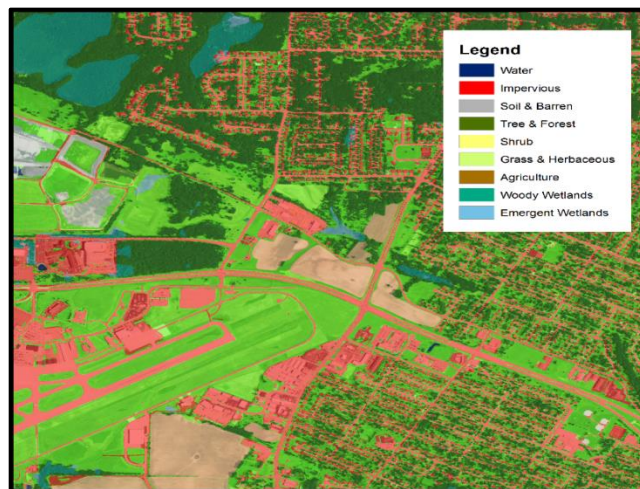 Legend
Water
Impervious
Soil & Barren
Tree & Forest
Shrub
Grass & Herbaceous
Agriculture
Woody Wetlands
Emergent Wetlands